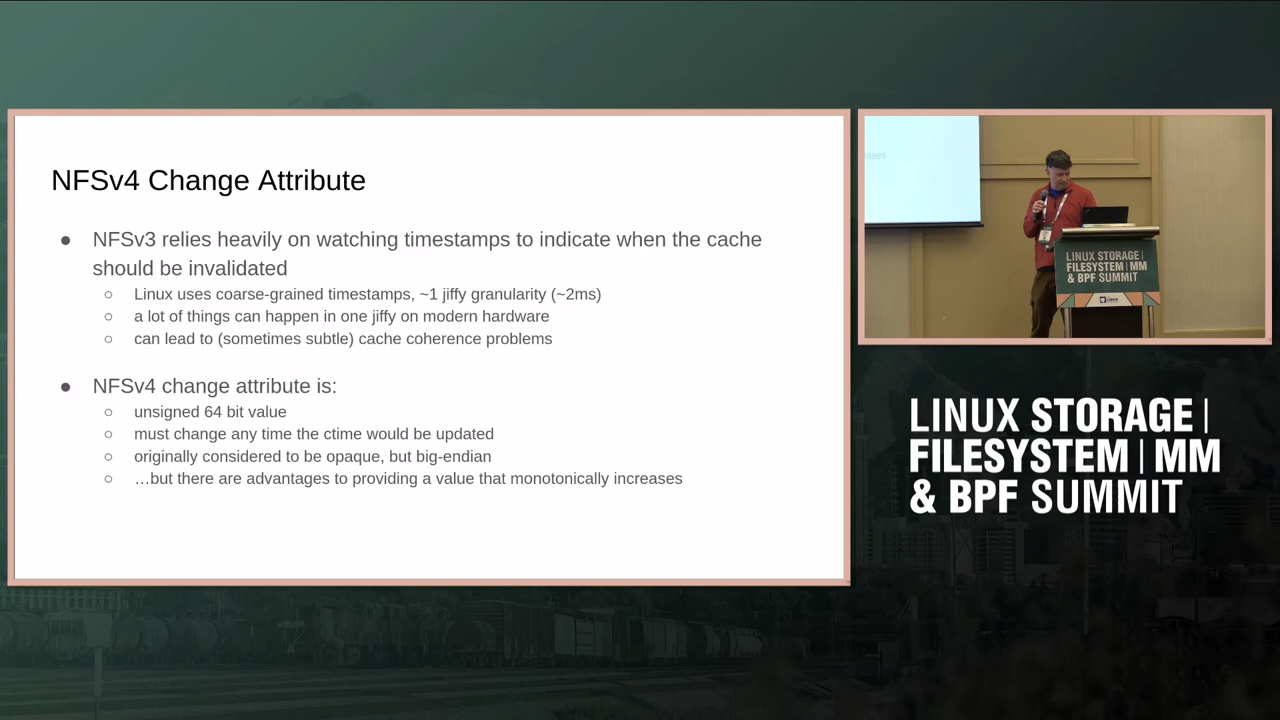 NFSv4 Change Attribute
● NFSv3 relies heavily on watching timestamps to indicate when the cache
should be invalidated
○ Linux uses coarse-grained timestamps, ~1 jiffy granularity (~2ms)
○ a lot of things can happen in one jiffy on modern hardware
○ can lead to (sometimes subtle) cache coherence problems
● NFSv4 change attribute is:
○ unsigned 64 bit value
○ must change any time the ctime would be updated
○ originally considered to be opaque, but big-endian
○ …but there are advantages to providing a value that monotonically increases
eases
LINUX STORAGE |
FILESYSTEM | MM
& BPF SUMMIT
LINUX STORAGE |
FILESYSTEM | MM
& BPF SUMMIT